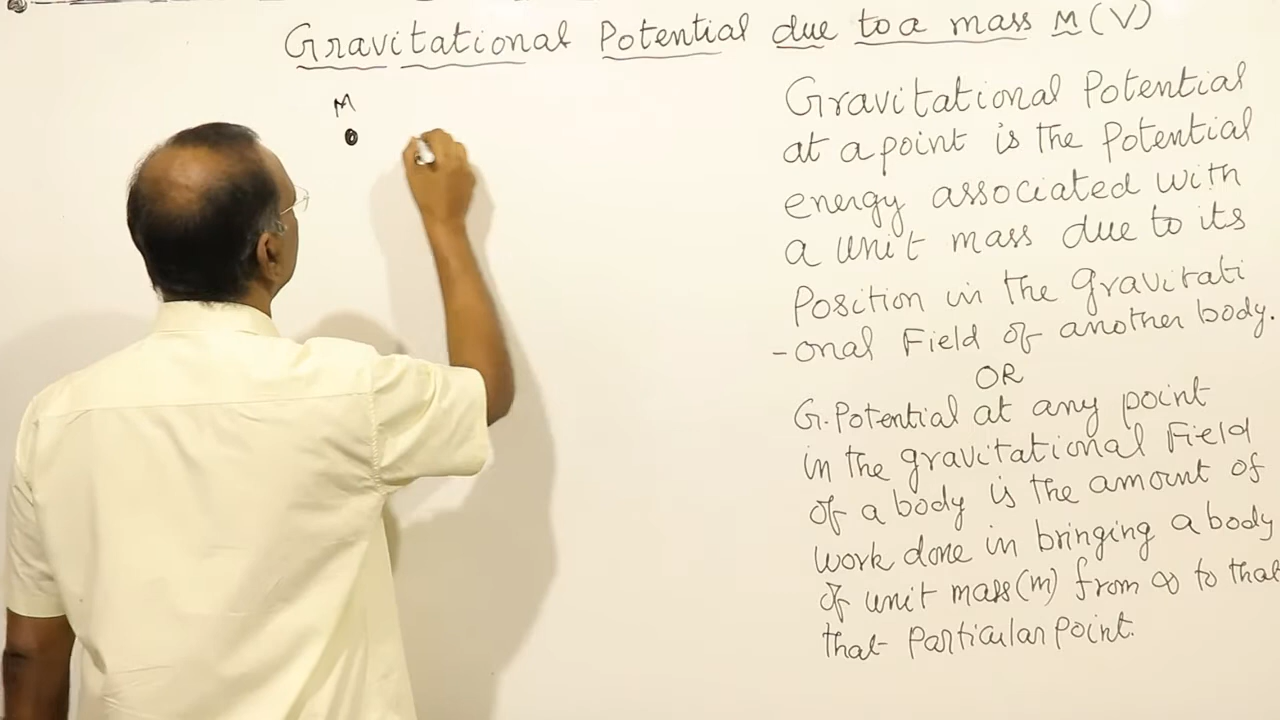 Gravitational Potential due to a mass M (V)
M
Gravitational Potential
at a point is the Potential
energy associated with
a unit mass due to its
Position in the gravitati
-onal Field of another body.
OR
G. Potential at any point
in the gravitational Field
of a body is the amount of
work done in bringing a body
of unit mass(m) from ∞ to that
that particular point.